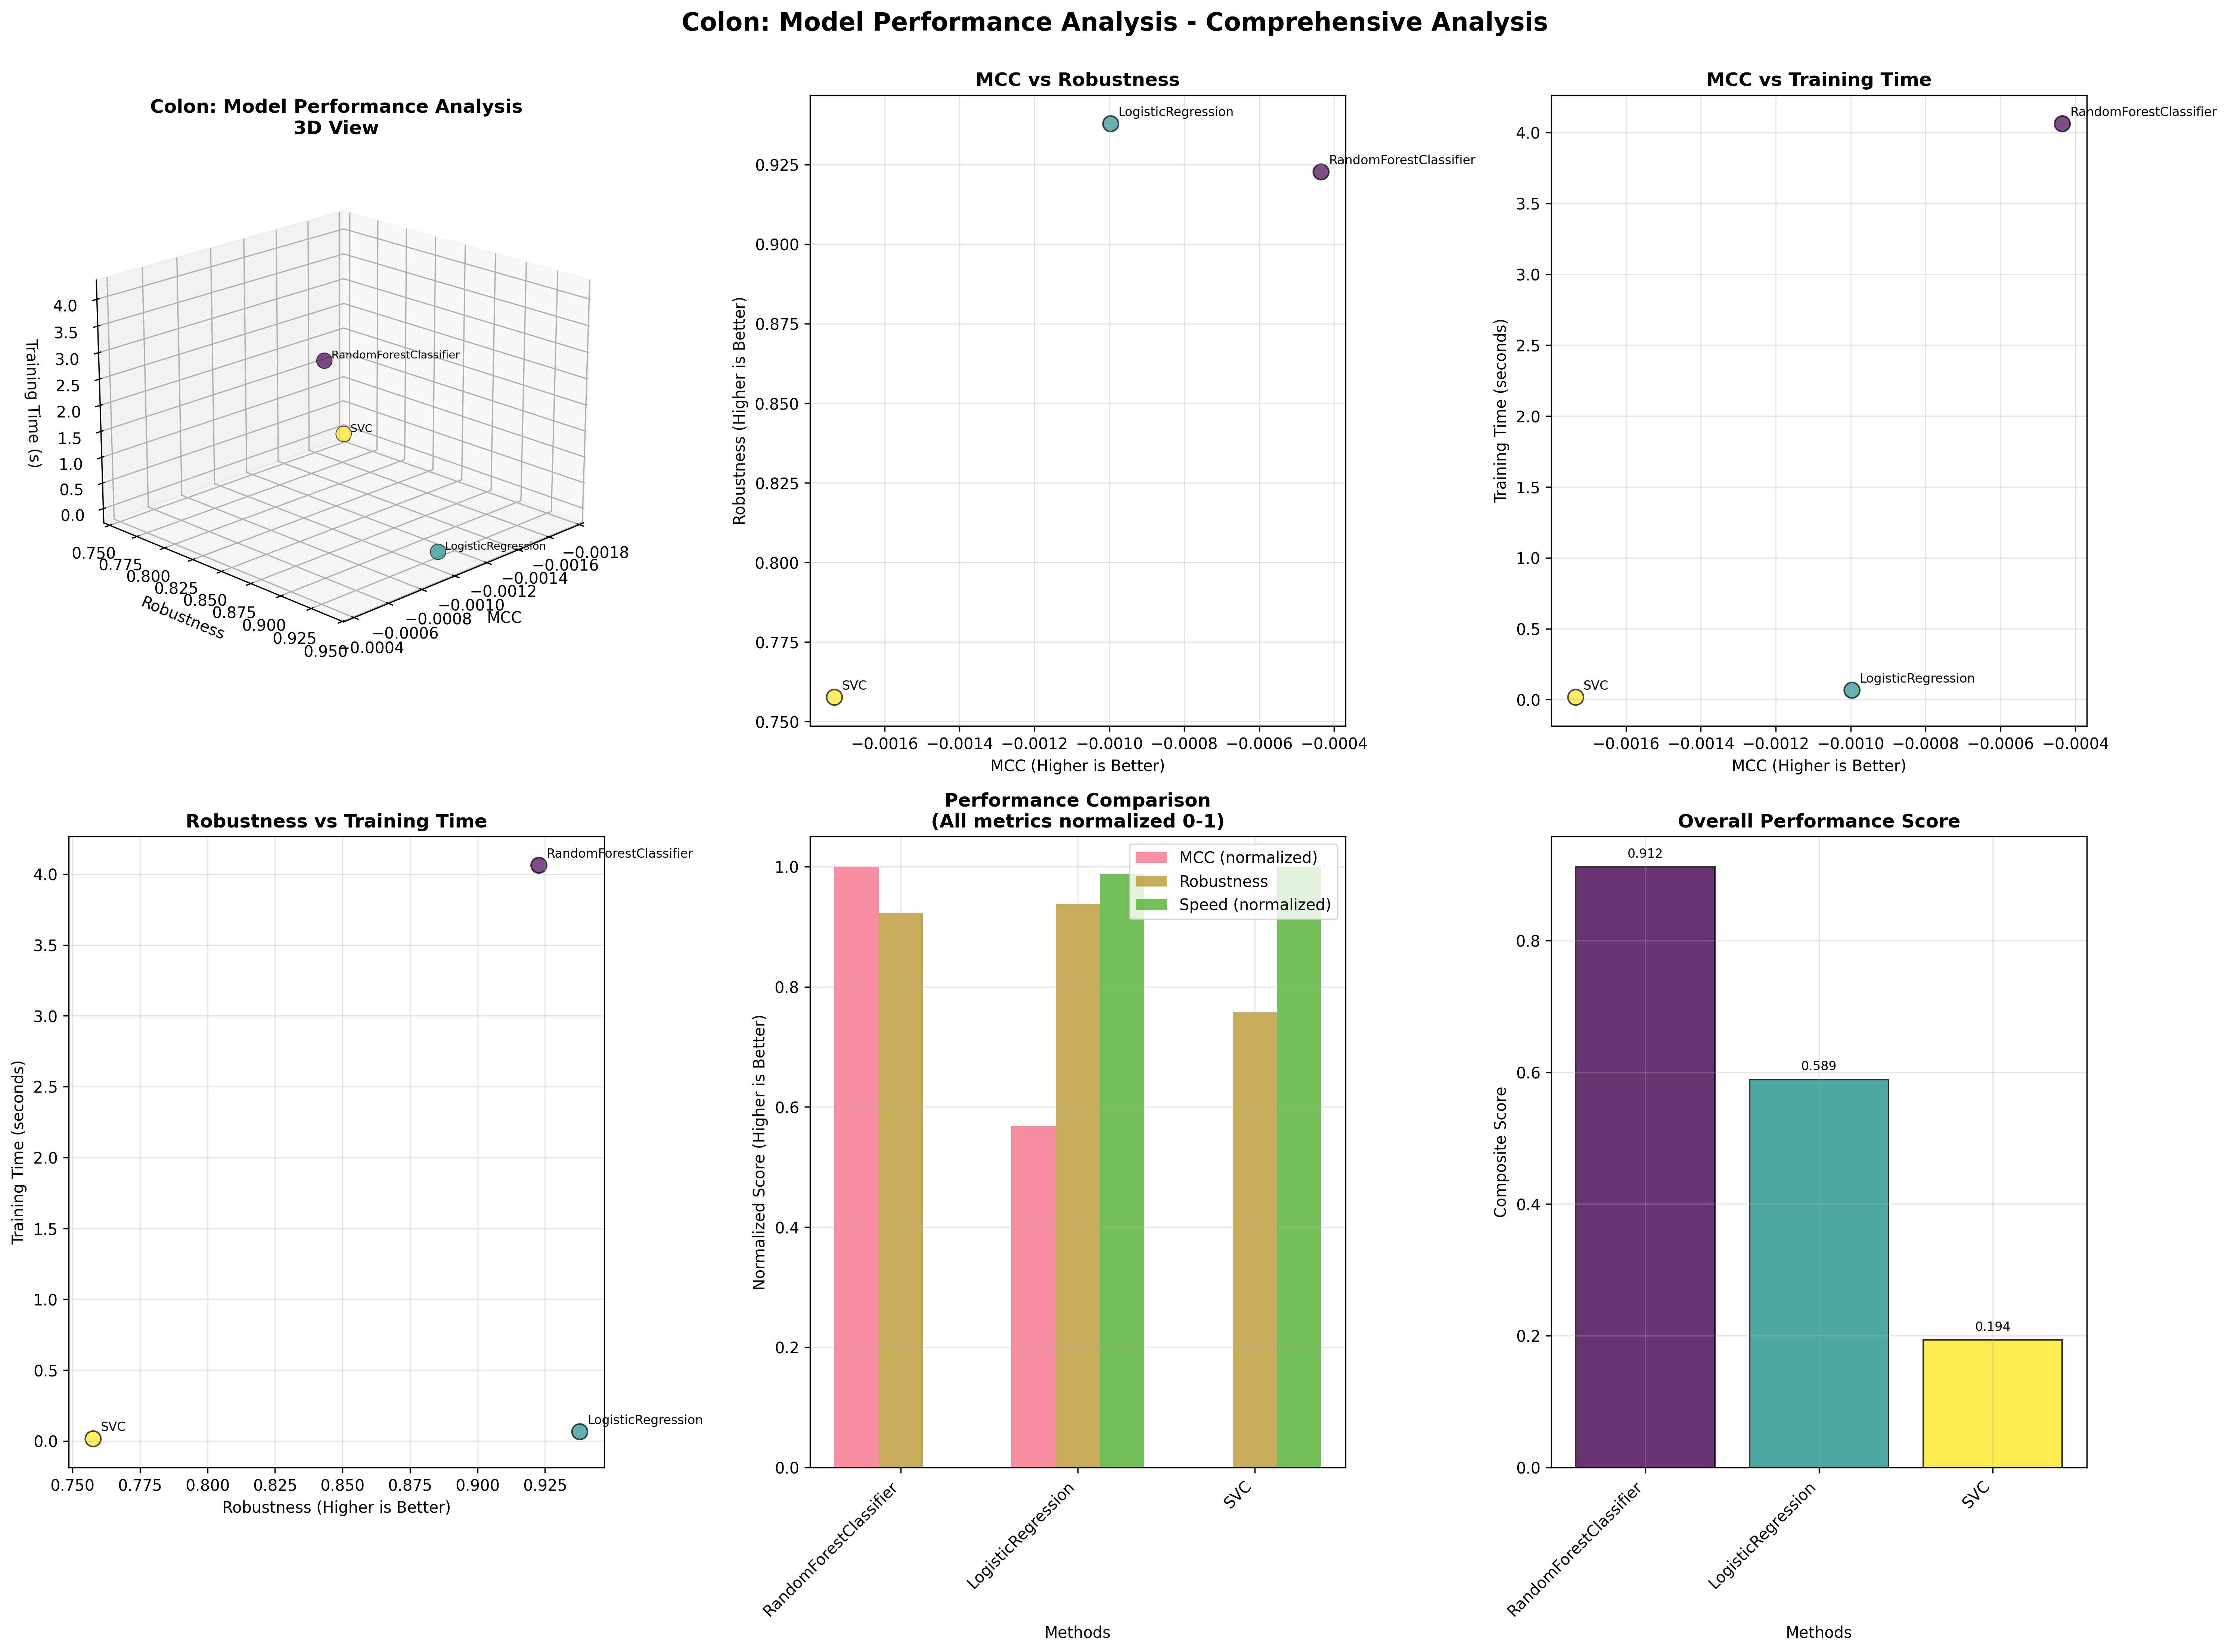 Colon: Model Performance Analysis - Comprehensive Analysis
Colon: Model Performance Analysis
3D View
4.0
3.5
3.0
2.5
2.0
1.5
1.0
0.5
0.0
Training Time (s)
RandomForestClassifier
SVC
LogisticRegression
0.750
0.775
0.800
0.825
0.850
0.875
0.900
0.925
0.950
Robustness
−0.0018
−0.0016
−0.0014
−0.0012
−0.0010
−0.0008
−0.0006
−0.0004
MCC
MCC vs Robustness
LogisticRegression
RandomForestClassifier
SVC
0.925
0.900
0.875
0.850
0.825
0.800
0.775
0.750
Robustness (Higher is Better)
−0.0016 −0.0014 −0.0012 −0.0010 −0.0008 −0.0006 −0.0004
MCC (Higher is Better)
MCC vs Training Time
RandomForestClassifier
SVC
LogisticRegression
4.0
3.5
3.0
2.5
2.0
1.5
1.0
0.5
0.0
Training Time (seconds)
−0.0016 −0.0014 −0.0012 −0.0010 −0.0008 −0.0006 −0.0004
MCC (Higher is Better)
Robustness vs Training Time
RandomForestClassifier
SVC
LogisticRegression
4.0
3.5
3.0
2.5
2.0
1.5
1.0
0.5
0.0
Training Time (seconds)
0.750 0.775 0.800 0.825 0.850 0.875 0.900 0.925
Robustness (Higher is Better)
Performance Comparison
(All metrics normalized 0-1)
MCC (normalized)
Robustness
Speed (normalized)
1.0
0.8
0.6
0.4
0.2
0.0
Normalized Score (Higher is Better)
RandomForestClassifier
LogisticRegression
SVC
Methods
Overall Performance Score
0.912
0.589
0.194
0.8
0.6
0.4
0.2
0.0
Composite Score
RandomForestClassifier
LogisticRegression
SVC
Methods